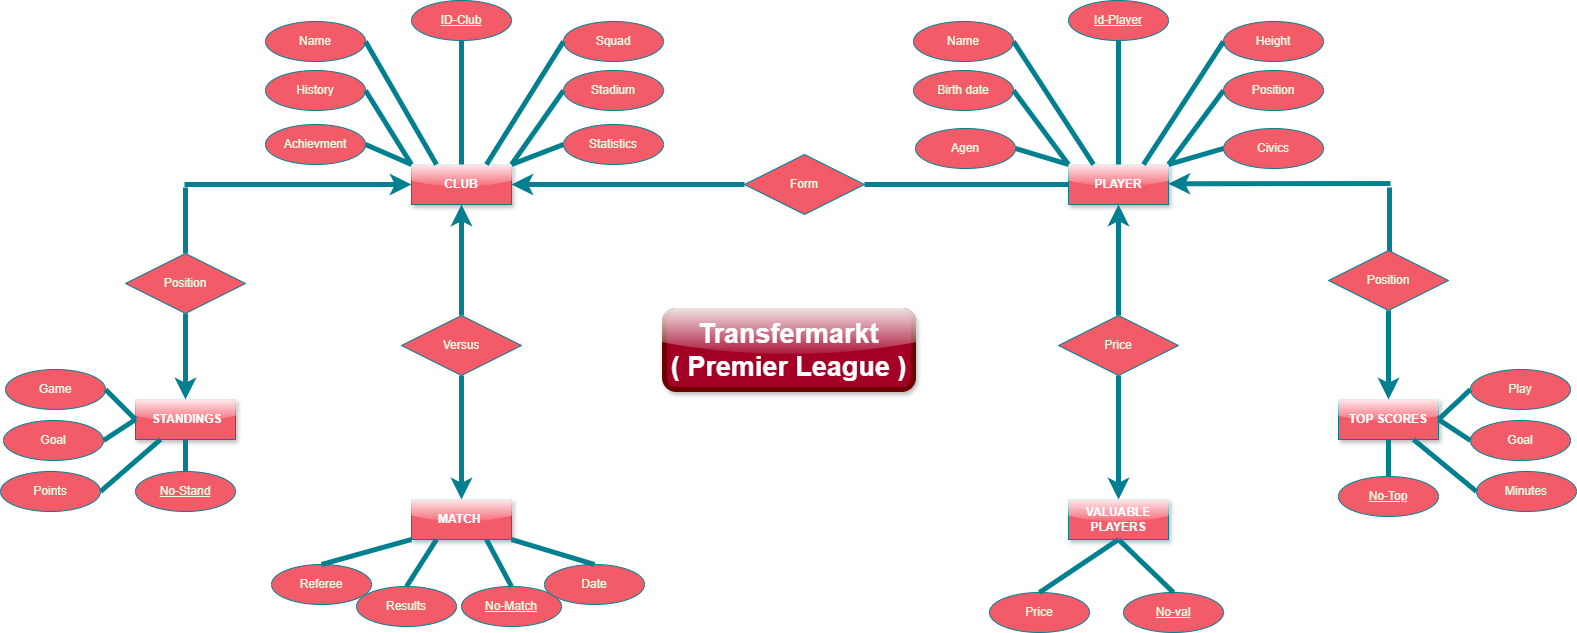 ID-Club
Id-Player
Name
Squad
Name
Height
History
Stadium
Birth date
Position
Achievment
Statistics
Agen
Civics
CLUB
Form
PLAYER
Position
Position
Versus
Transfermarkt
( Premier League )
Price
Game
Play
STANDINGS
TOP SCORES
Goal
Goal
Points
No-Stand
No-Top
Minutes
MATCH
VALUABLE
PLAYERS
Referee
Results
No-Match
Date
Price
No-val